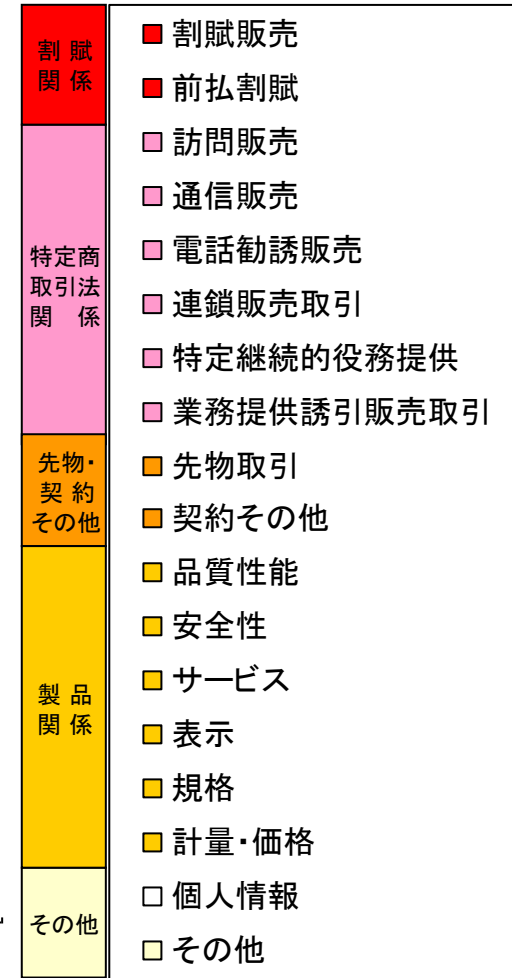 割賦
関係
割賦販売
前払割賦
特定商
取引法
関 係
訪問販売
通信販売
電話勧誘販売
連鎖販売取引
特定継続的役務提供
業務提供誘引販売取引
先物・
契約
その他
先物取引
契約その他
製品
関係
品質性能
安全性
サービス
表示
規格
計量・価格
その他
個人情報
その他